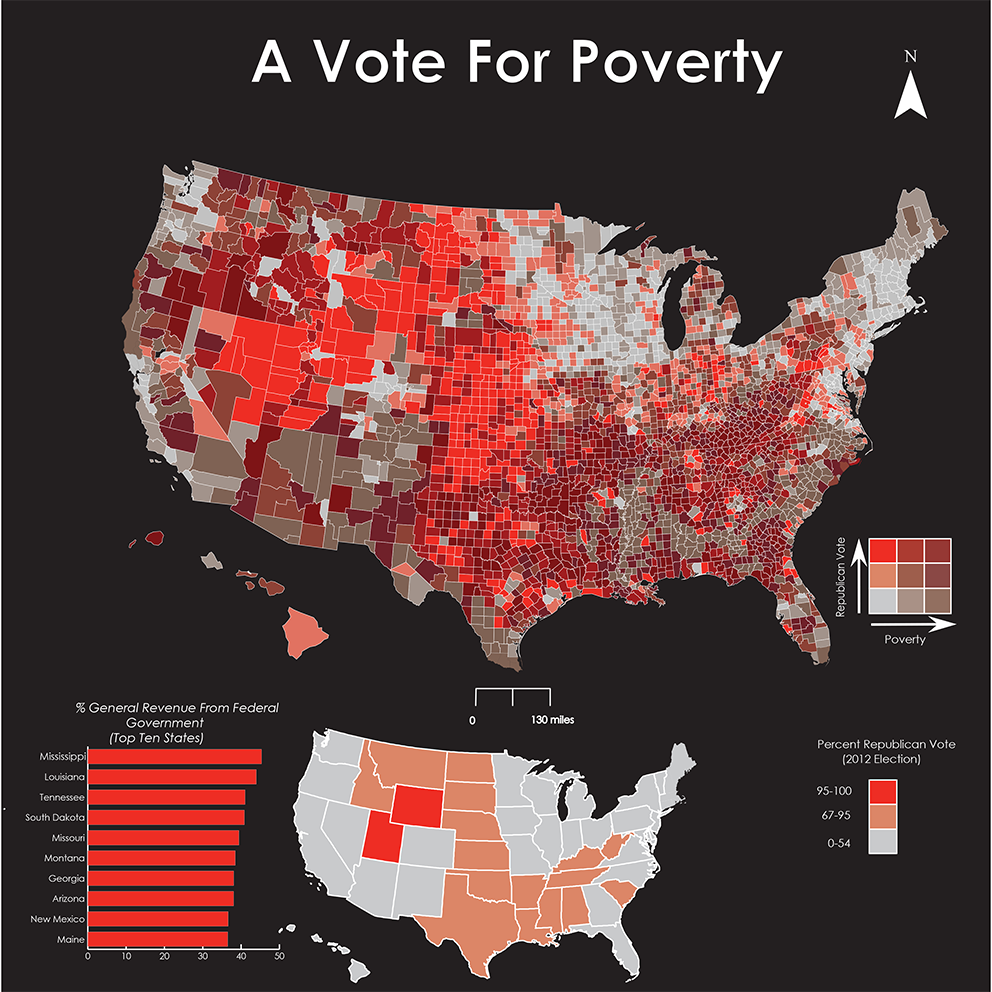 A Vote For Poverty
N
Republican Vote
Poverty
0 130 miles
% General Revenue From Federal
Government
(Top Ten States)
Mississippi
Louisiana
Tennessee
South Dakota
Missouri
Montana
Georgia
Arizona
New Mexico
Maine
0 10 20 30 40 50
Percent Republican Vote
(2012 Election)
95-100
67-95
0-54